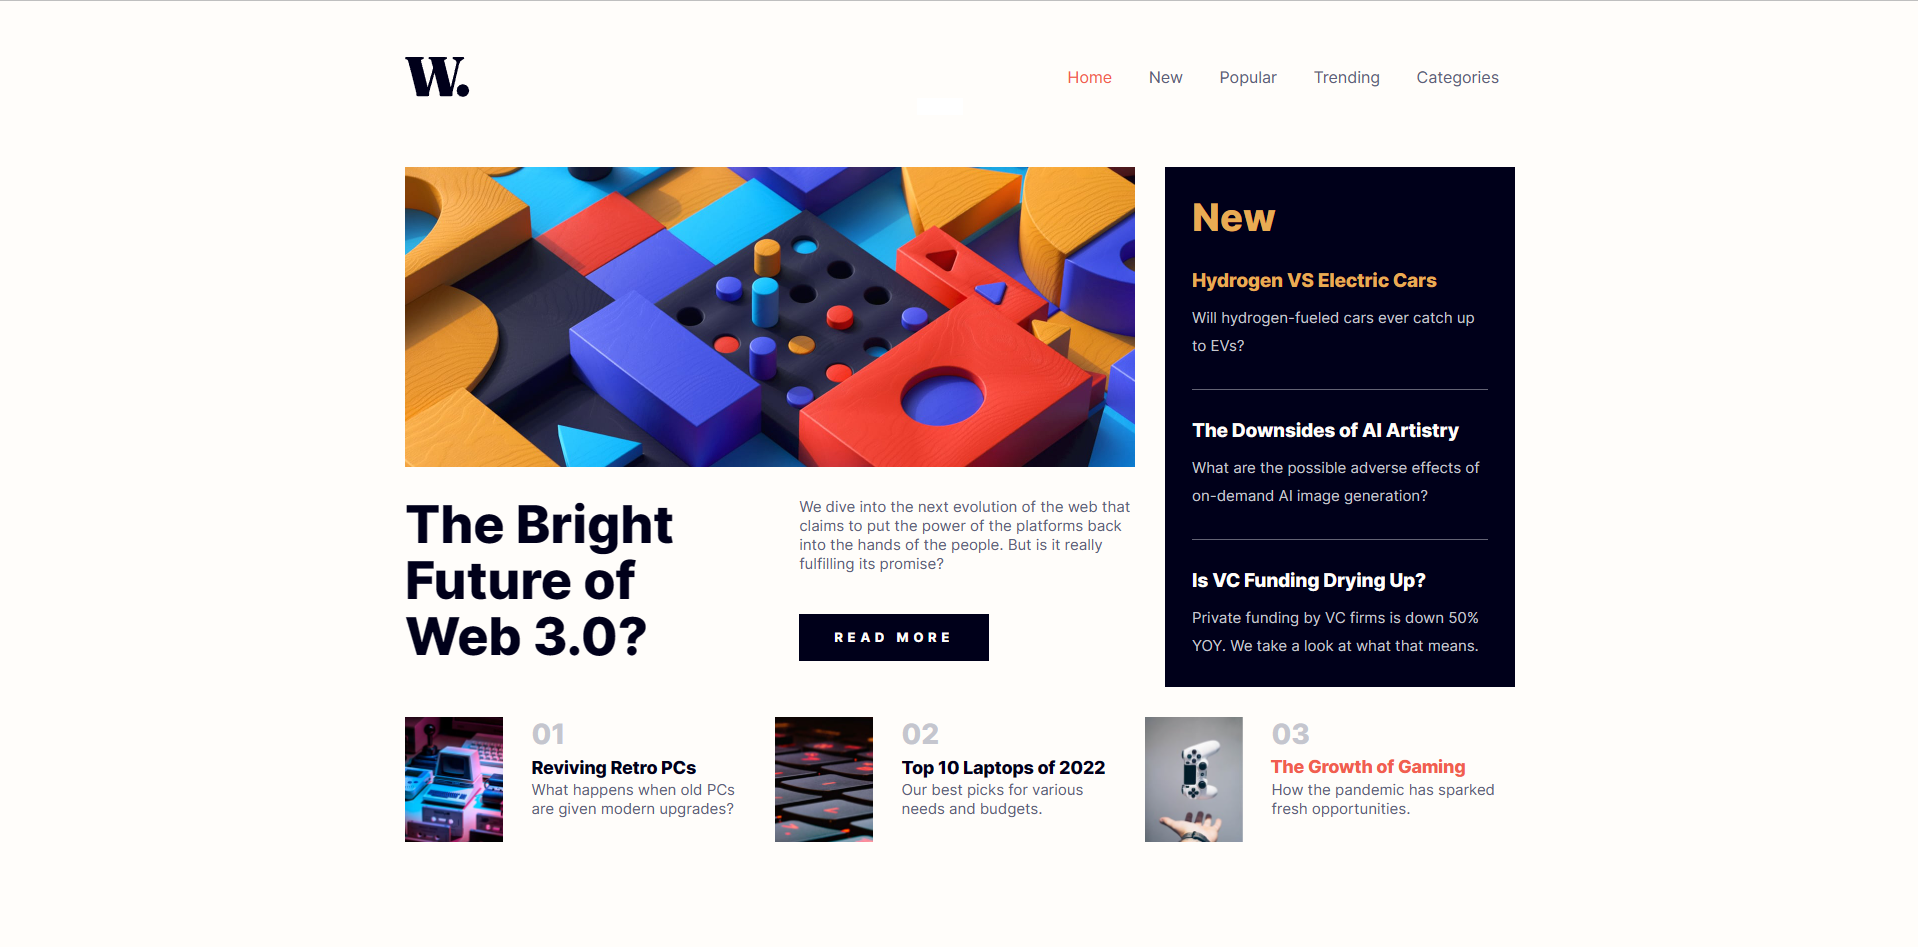 W.
Home New Popular Trending Categories
The Bright
Future of
Web 3.0?
We dive into the next evolution of the web that
claims to put the power of the platforms back
into the hands of the people. But is it really
fulfilling its promise?
READ MORE
New
Hydrogen VS Electric Cars
Will hydrogen-fueled cars ever catch up
to EVs?
The Downsides of AI Artistry
What are the possible adverse effects of
on-demand AI image generation?
Is VC Funding Drying Up?
Private funding by VC firms is down 50%
YOY. We take a look at what that means.
01
Reviving Retro PCs
What happens when old PCs
are given modern upgrades?
02
Top 10 Laptops of 2022
Our best picks for various
needs and budgets.
03
The Growth of Gaming
How the pandemic has sparked
fresh opportunities.